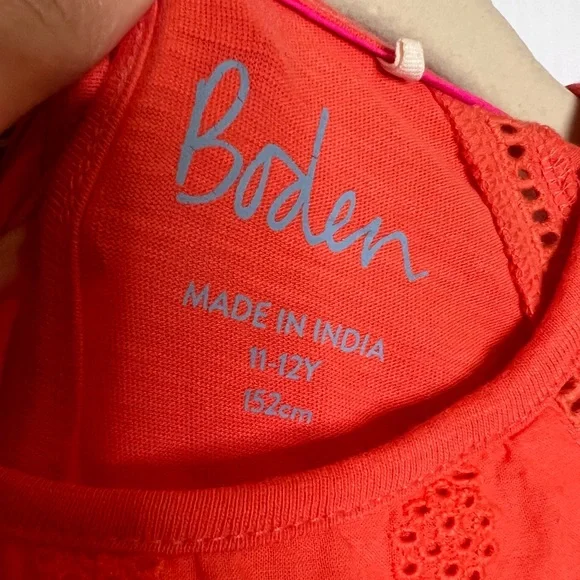 Boden
MADE IN INDIA
11-12Y
152cm